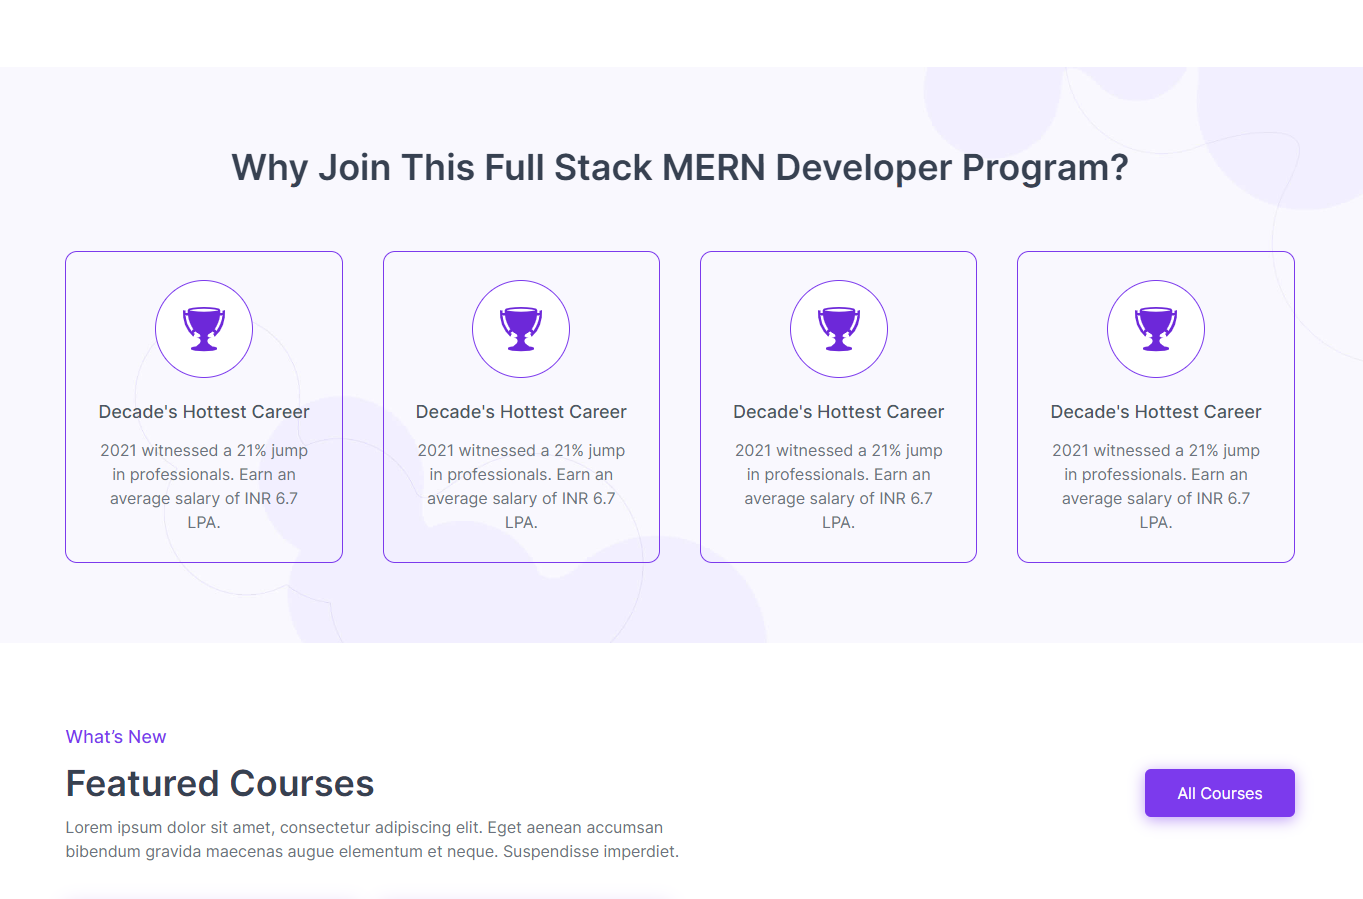 Why Join This Full Stack MERN Developer Program?
Decade's Hottest Career
2021 witnessed a 21% jump
in professionals. Earn an
average salary of INR 6.7
LPA.
Decade's Hottest Career
2021 witnessed a 21% jump
in professionals. Earn an
average salary of INR 6.7
LPA.
Decade's Hottest Career
2021 witnessed a 21% jump
in professionals. Earn an
average salary of INR 6.7
LPA.
Decade's Hottest Career
2021 witnessed a 21% jump
in professionals. Earn an
average salary of INR 6.7
LPA.
What’s New
Featured Courses
Lorem ipsum dolor sit amet, consectetur adipiscing elit. Eget aenean accumsan
bibendum gravida maecenas augue elementum et neque. Suspendisse imperdiet.
All Courses